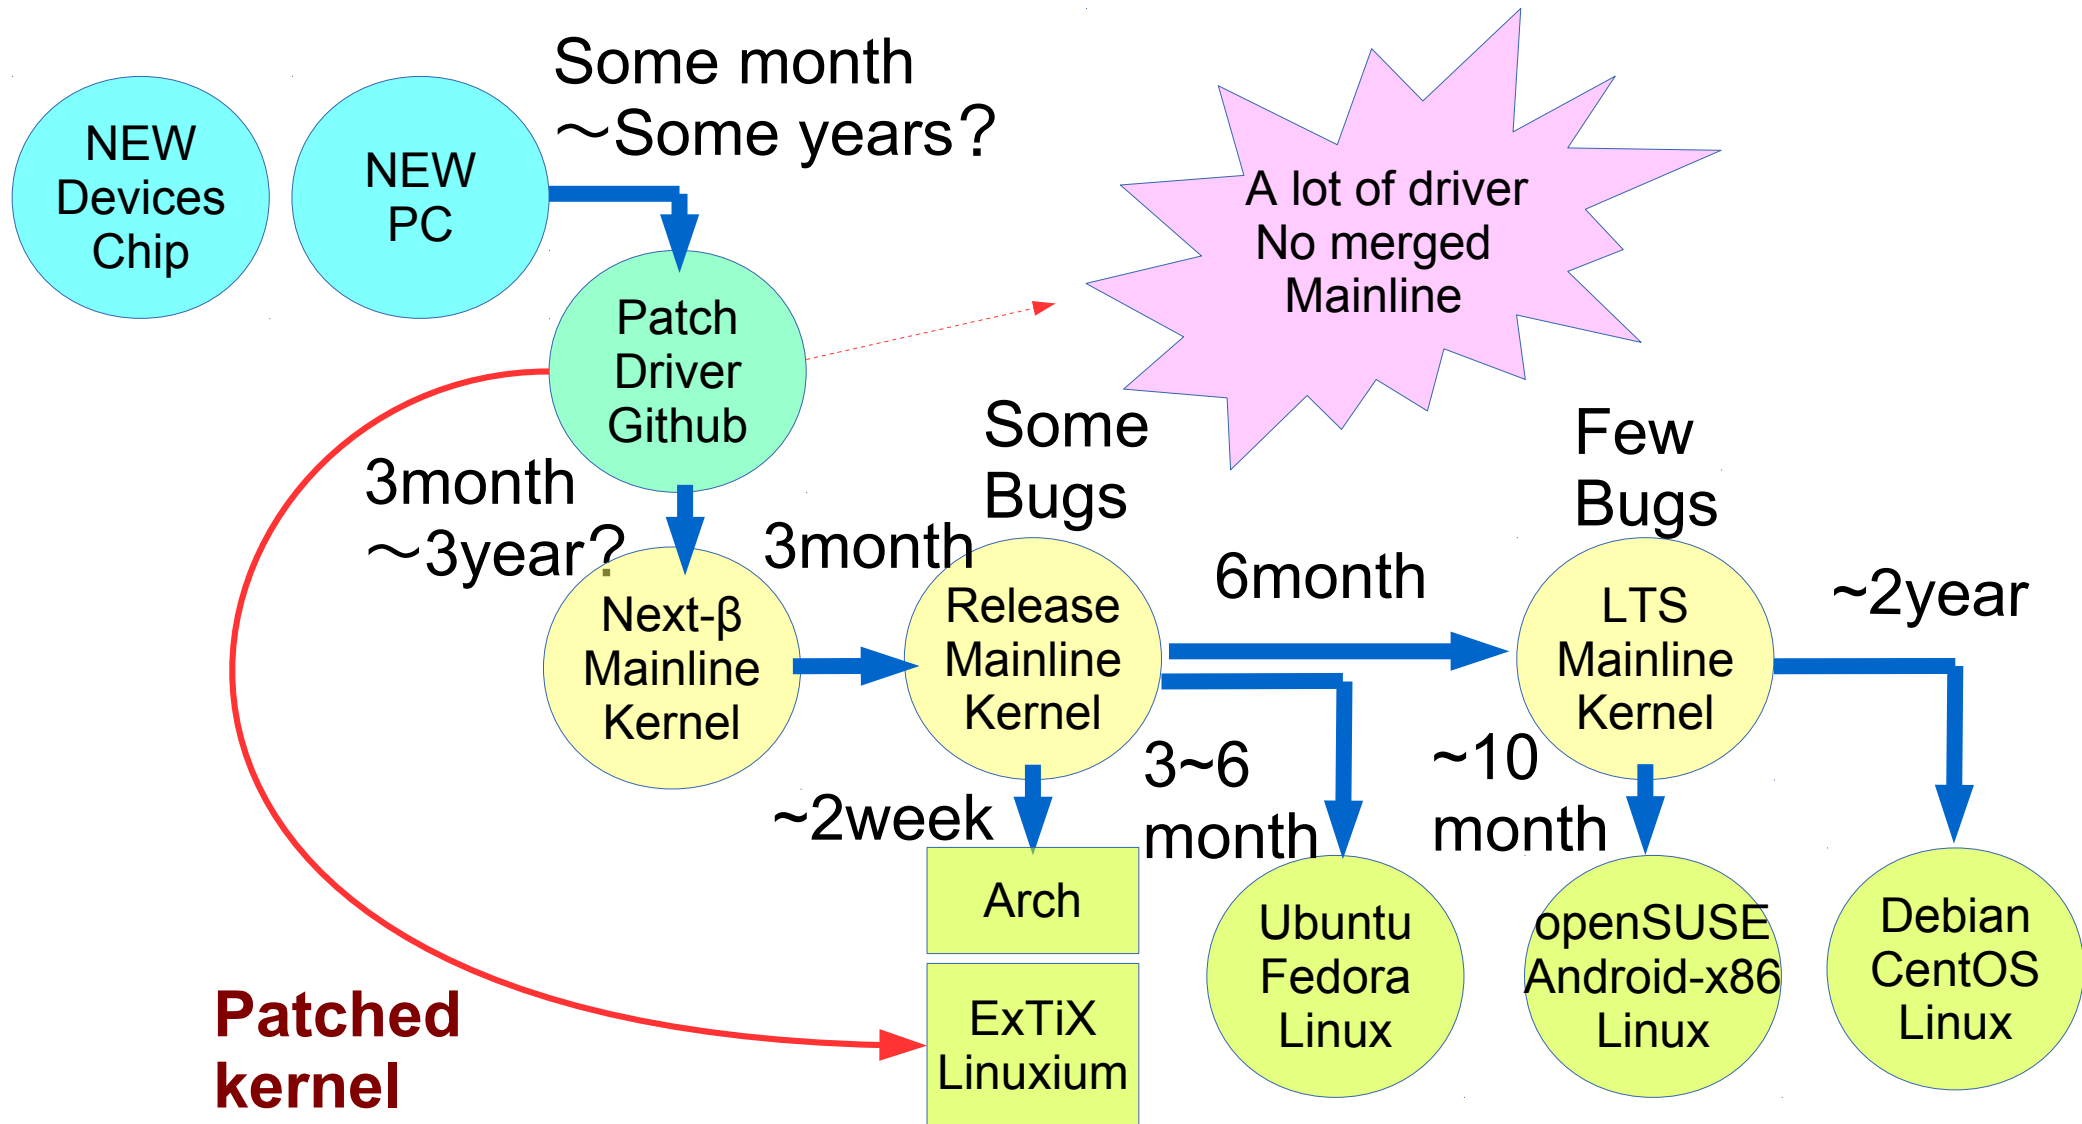 NEW
Devices
Chip
NEW
PC
Some month
～Some years？
A lot of driver
No merged
Mainline
Patch
Driver
Github
3month
～3year？
3month
Some
Bugs
Few
Bugs
6month
~2year
Next-β
Mainline
Kernel
Release
Mainline
Kernel
LTS
Mainline
Kernel
~2week
3~6
month
~10
month
Arch
ExTiX
Linuxium
Ubuntu
Fedora
Linux
openSUSE
Android-x86
Linux
Debian
CentOS
Linux
Patched
kernel